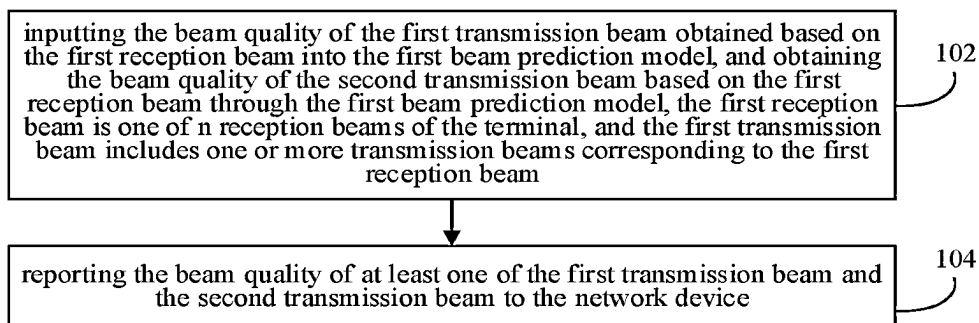 inputting the beam quality of the first transmission beam obtained based on
the first reception beam into the first beam prediction model, and obtaining
the beam quality of the second transmission beam based on the first
reception beam through the first beam prediction model, the first reception
beam is one of n reception beams of the terminal, and the first transmission
beam includes one or more transmission beams corresponding to the first
reception beam
102
reporting the beam quality of at least one of the first transmission beam and
the second transmission beam to the network device
104